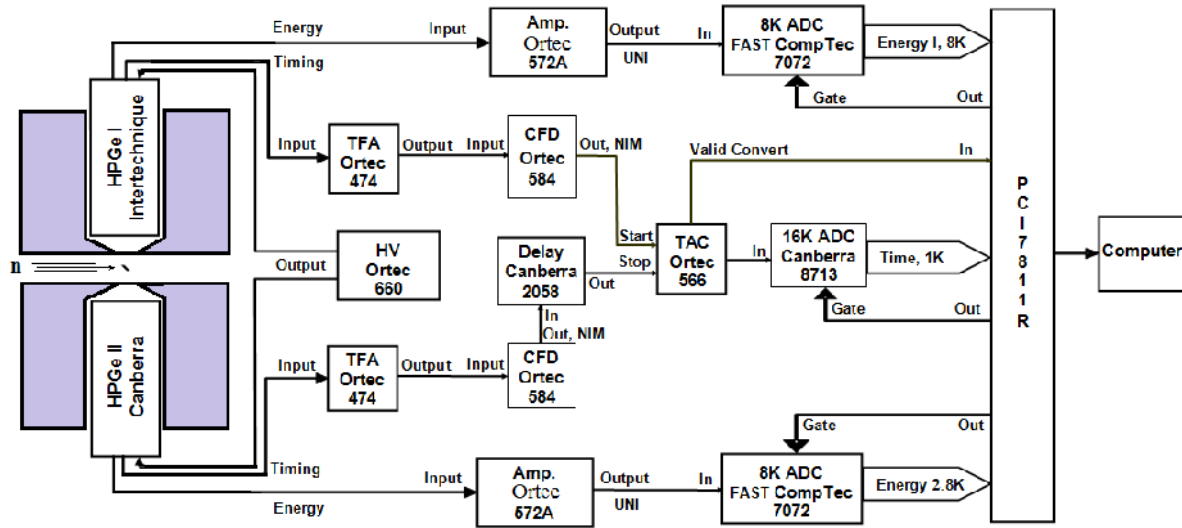 Energy
Input
Amp.
Ortec
572A
Output
UNI
In
8K ADC
FAST CompTec
7072
Energy I, 8K
Timing
Gate
Out
HPGe I
Intertechnique
Input
TFA
Ortec
474
Output
Input
CFD
Ortec
584
Out, NIM
Valid Convert
In
PCI7811R
n
Output
HV
Ortec
660
Delay
Canberra
2058
Out
Start
Stop
TAC
Ortec
566
In
16K ADC
Canberra
8713
Time, 1K
Computer
Gate
Out
In
Out, NIM
HPGe II
Canberra
Input
TFA
Ortec
474
Output
Input
CFD
Ortec
584
Gate
Out
Timing
Energy
Input
Amp.
Ortec
572A
Output
UNI
In
8K ADC
FAST CompTec
7072
Energy 2.8K